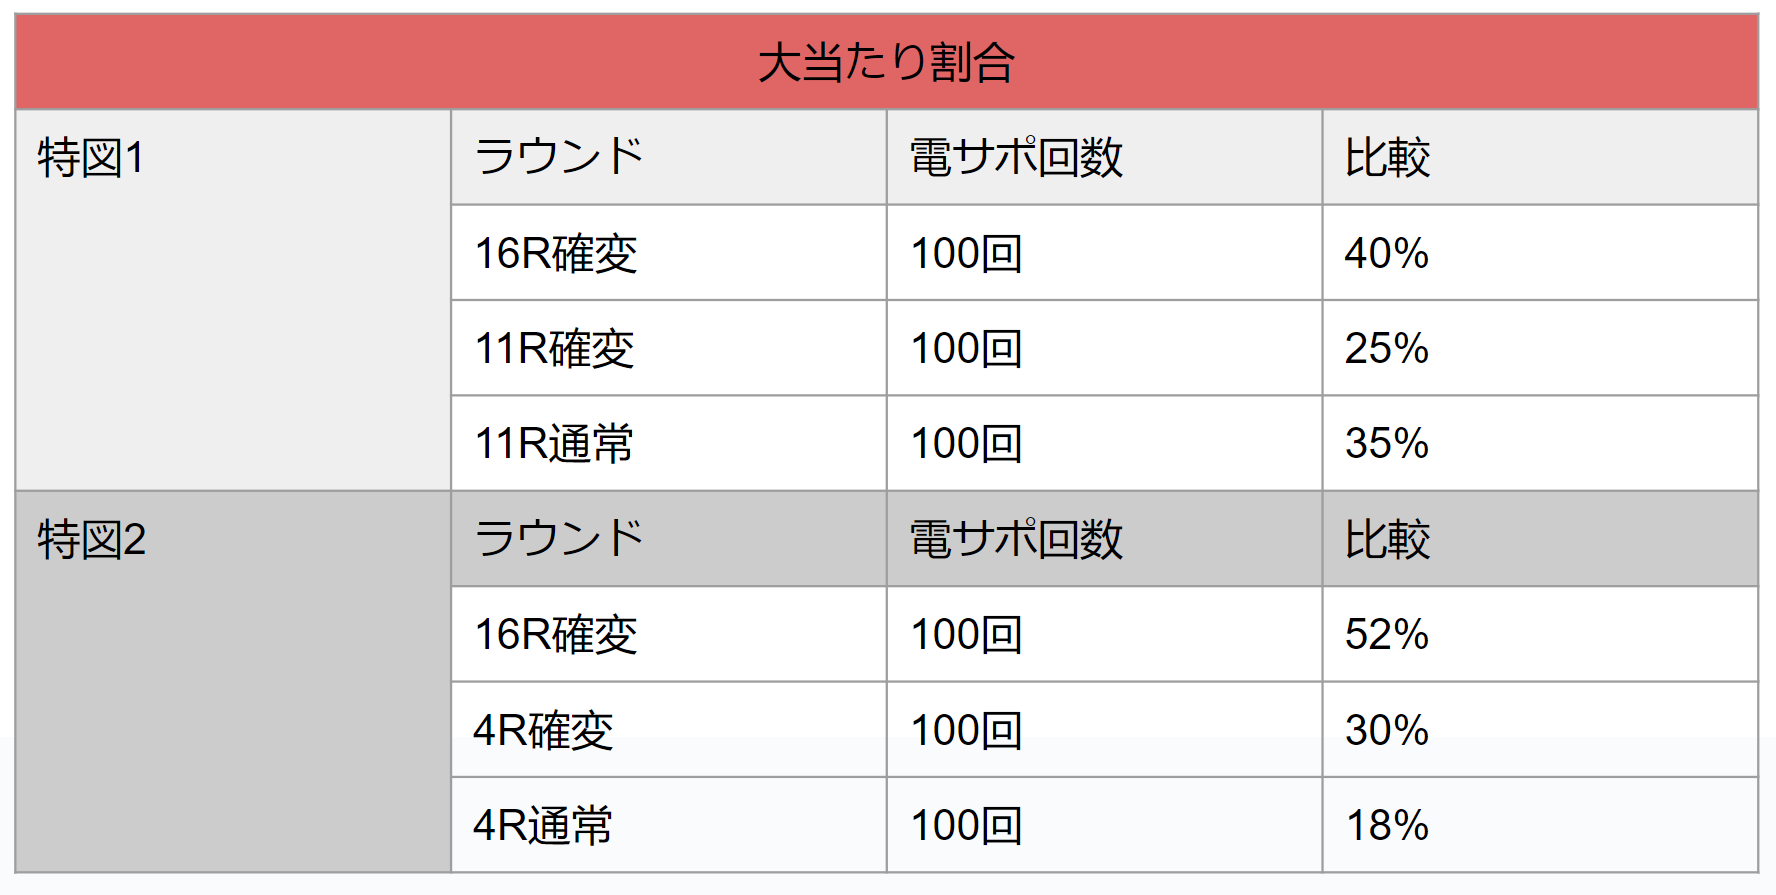 大当たり割合
特図1 ラウンド 電サポ回数 比較
16R確変 100回 40%
11R確変 100回 25%
11R通常 100回 35%
特図2 ラウンド 電サポ回数 比較
16R確変 100回 52%
4R確変 100回 30%
4R通常 100回 18%